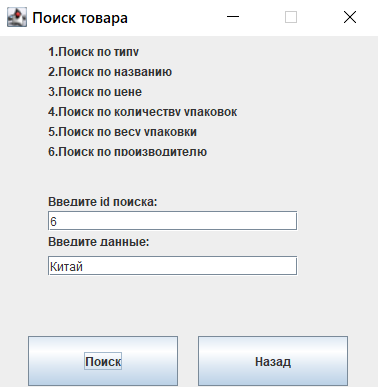 Поиск товара
1.Поиск по типу
2.Поиск по названию
3.Поиск по цене
4.Поиск по количеству упаковок
5.Поиск по весу упаковки
6.Поиск по производителю
Введите id поиска:
6
Введите данные:
Китай
Поиск
Назад